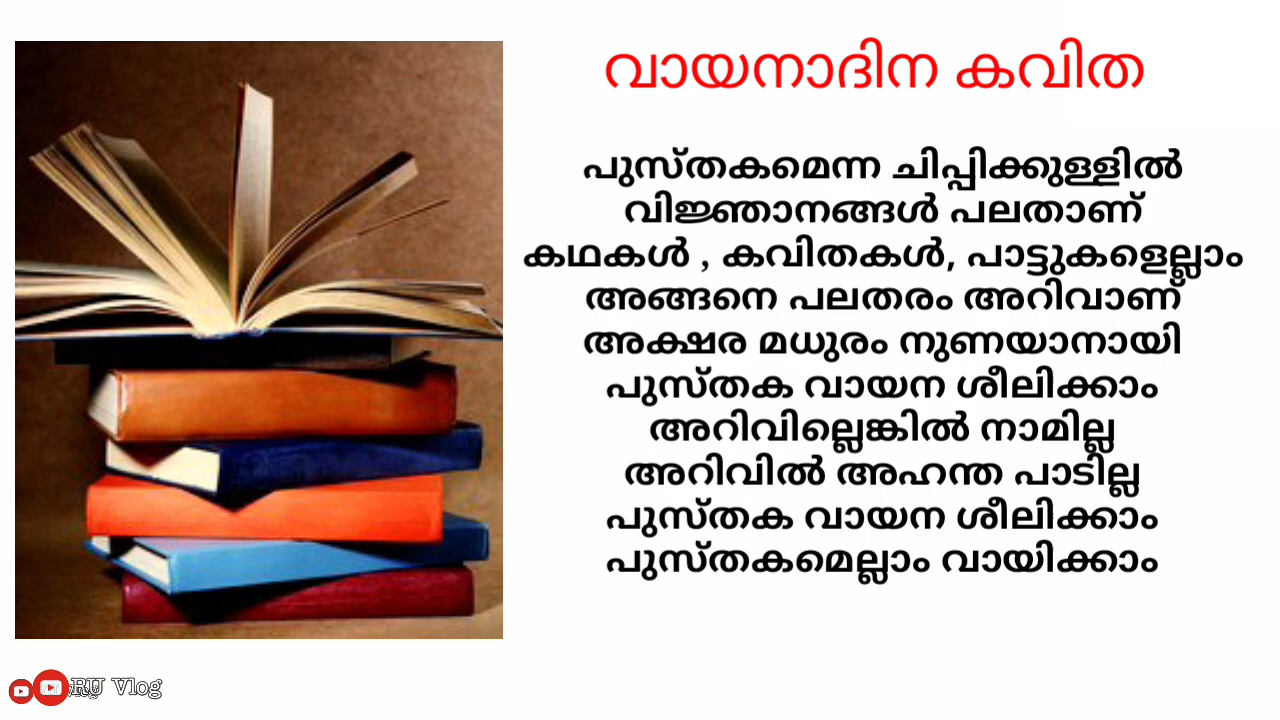 വായനാദിന കവിത
പുസ്തകമെന്ന ചിപ്പിക്കുള്ളിൽ
വിജ്ഞാനങ്ങൾ പലതാണ്
കഥകൾ , കവിതകൾ, പാട്ടുകളെല്ലാം
അങ്ങനെ പലതരം അറിവാണ്
അക്ഷര മധുരം നുണയാനായി
പുസ്തക വായന ശീലിക്കാം
അറിവില്ലെങ്കിൽ നാമില്ല
അറിവിൽ അഹന്ത പാടില്ല
പുസ്തക വായന ശീലിക്കാം
പുസ്തകമെല്ലാം വായിക്കാം
RU Vlog